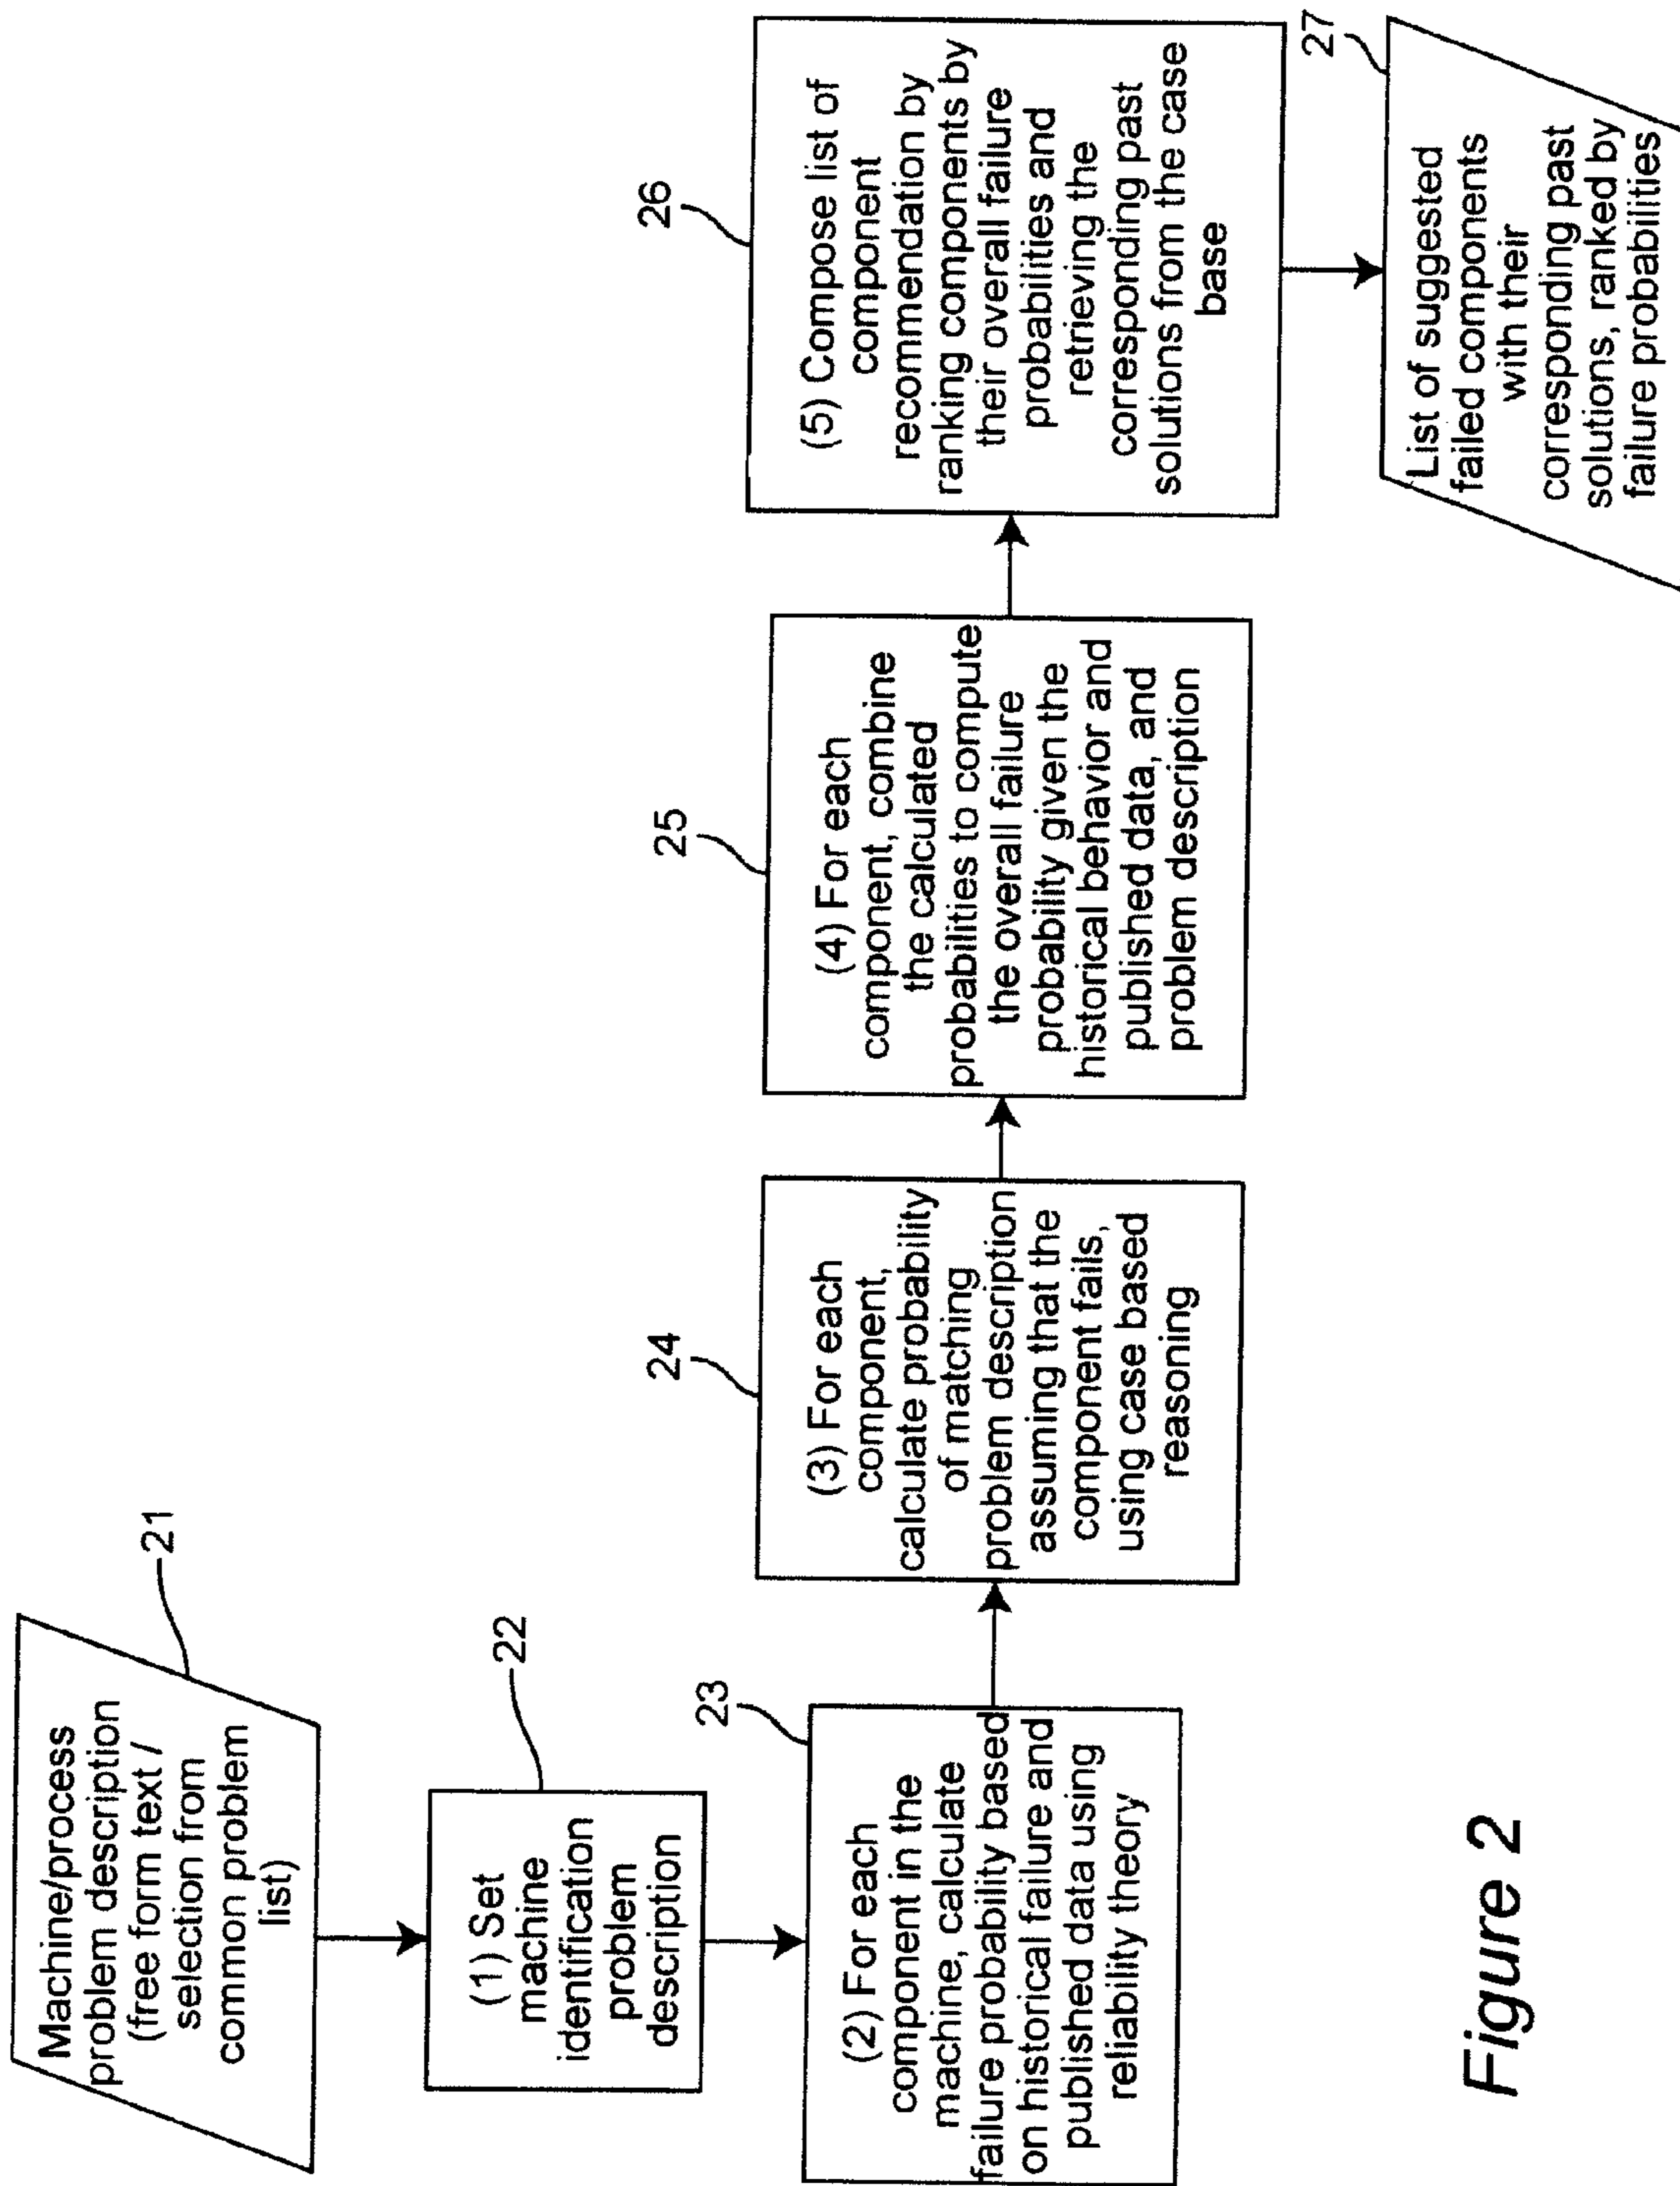 Machine/process
problem description
(free form text /
selection from
common problem
list)
21
(1) Set
machine
identification
problem
description
22
(2) For each
component in the
machine, calculate
failure probability based
on historical failure and
published data using
reliability theory
23
(3) For each
component,
calculate probability
of matching
problem description
assuming that the
component fails,
using case based
reasoning
24
(4) For each
component, combine
the calculated
probabilities to compute
the overall failure
probability given the
historical behavior and
published data, and
problem description
25
(5) Compose list of
component
recommendation by
ranking components by
their overall failure
probabilities and
retrieving the
corresponding past
solutions from the case
base
26
List of suggested
failed components
with their
corresponding past
solutions, ranked by
failure probabilities
27
Figure 2